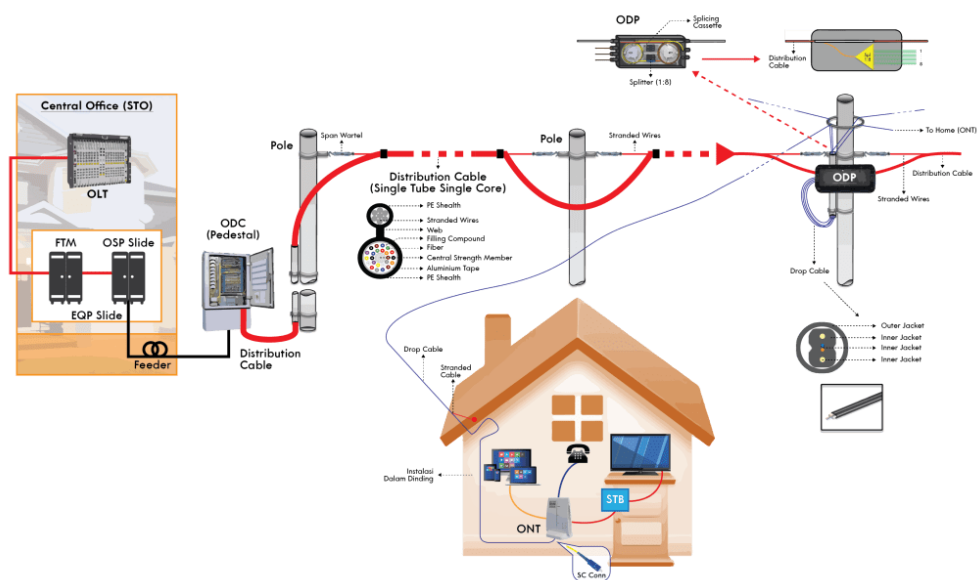 ODP
Splicing
Cassette
Distribution
Cable
1
8
Splitter (1:8)
Central Office (STO)
OLT
FTM
OSP Slide
EQP Slide
Feeder
ODC
(Pedestal)
Distribution
Cable
Pole
Span Wartel
Distribution Cable
(Single Tube Single Core)
PE Shealth
Stranded Wires
Web
Filling Compound
Fiber
Central Strength Member
Aluminium Tape
PE Shealth
Pole
Stranded Wires
To Home (ONT)
ODP
Distribution Cable
Stranded Wires
Drop Cable
Outer Jacket
Inner Jacket
Inner Jacket
Inner Jacket
Drop Cable
Stranded
Cable
Instalasi
Dalam Dinding
STB
ONT
SC Conn